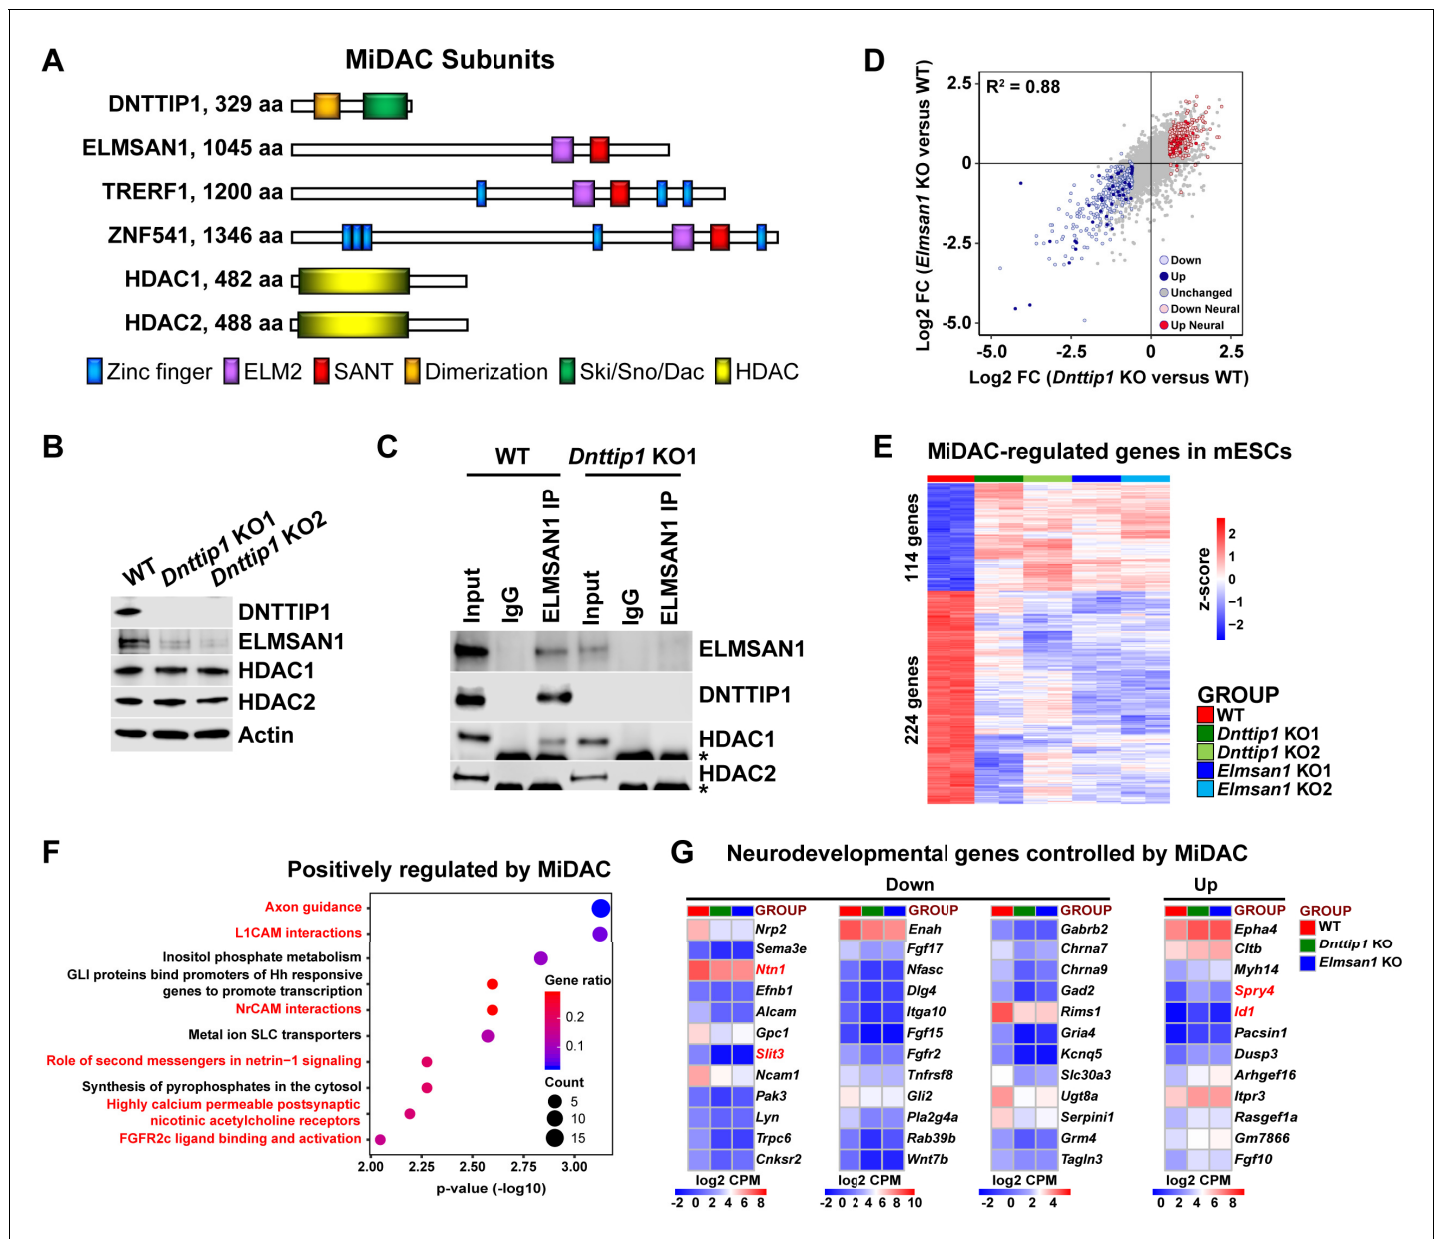 A
MiDAC Subunits
DNTTIP1, 329 aa
ELMSAN1, 1045 aa
TRERF1, 1200 aa
ZNF541, 1346 aa
HDAC1, 482 aa
HDAC2, 488 aa
Zinc finger ELM2 SANT Dimerization Ski/Sno/Dac HDAC
B
WT
Dnttip1 KO1
Dnttip1 KO2
DNTTIP1
ELMSAN1
HDAC1
HDAC2
Actin
C
WT
Dnttip1 KO1
Input
IgG
ELMSAN1 IP
Input
IgG
ELMSAN1 IP
ELMSAN1
DNTTIP1
HDAC1
*
HDAC2
*
D
Log2 FC (Elmsan1 KO versus WT)
R² = 0.88
2.5
0
-2.5
-5.0
Down
Up
Unchanged
Down Neural
Up Neural
-5.0 -2.5 0 2.5
Log2 FC (Dnttip1 KO versus WT)
E
MiDAC-regulated genes in mESCs
114 genes
224 genes
z-score
2
1
0
−1
−2
GROUP
WT
Dnttip1 KO1
Dnttip1 KO2
Elmsan1 KO1
Elmsan1 KO2
F
Positively regulated by MiDAC
Axon guidance
L1CAM interactions
Inositol phosphate metabolism
GLI proteins bind promoters of Hh responsive
genes to promote transcription
NrCAM interactions
Metal ion SLC transporters
Role of second messengers in netrin−1 signaling
Synthesis of pyrophosphates in the cytosol
Highly calcium permeable postsynaptic
nicotinic acetylcholine receptors
FGFR2c ligand binding and activation
Gene ratio
0.2
0.1
Count
5
10
15
2.00 2.25 2.50 2.75 3.00
p-value (-log10)
G
Neurodevelopmental genes controlled by MiDAC
Down
GROUP
Nrp2
Sema3e
Ntn1
Efnb1
Alcam
Gpc1
Slit3
Ncam1
Pak3
Lyn
Trpc6
Cnksr2
log2 CPM
-2 0 2 4 6 8
GROUP
Enah
Fgf17
Nfasc
Dlg4
Itga10
Fgf15
Fgfr2
Tnfrsf8
Gli2
Pla2g4a
Rab39b
Wnt7b
log2 CPM
-2 0 2 4 6 8 10
GROUP
Gabrb2
Chrna7
Chrna9
Gad2
Rims1
Gria4
Kcnq5
Slc30a3
Ugt8a
Serpini1
Grm4
Tagln3
log2 CPM
-2 0 2 4
Up
GROUP
Epha4
Cltb
Myh14
Spry4
Id1
Pacsin1
Dusp3
Arhgef16
Itpr3
Rasgef1a
Gm7866
Fgf10
log2 CPM
0 2 4 6 8
GROUP
WT
Dnttip1 KO
Elmsan1 KO